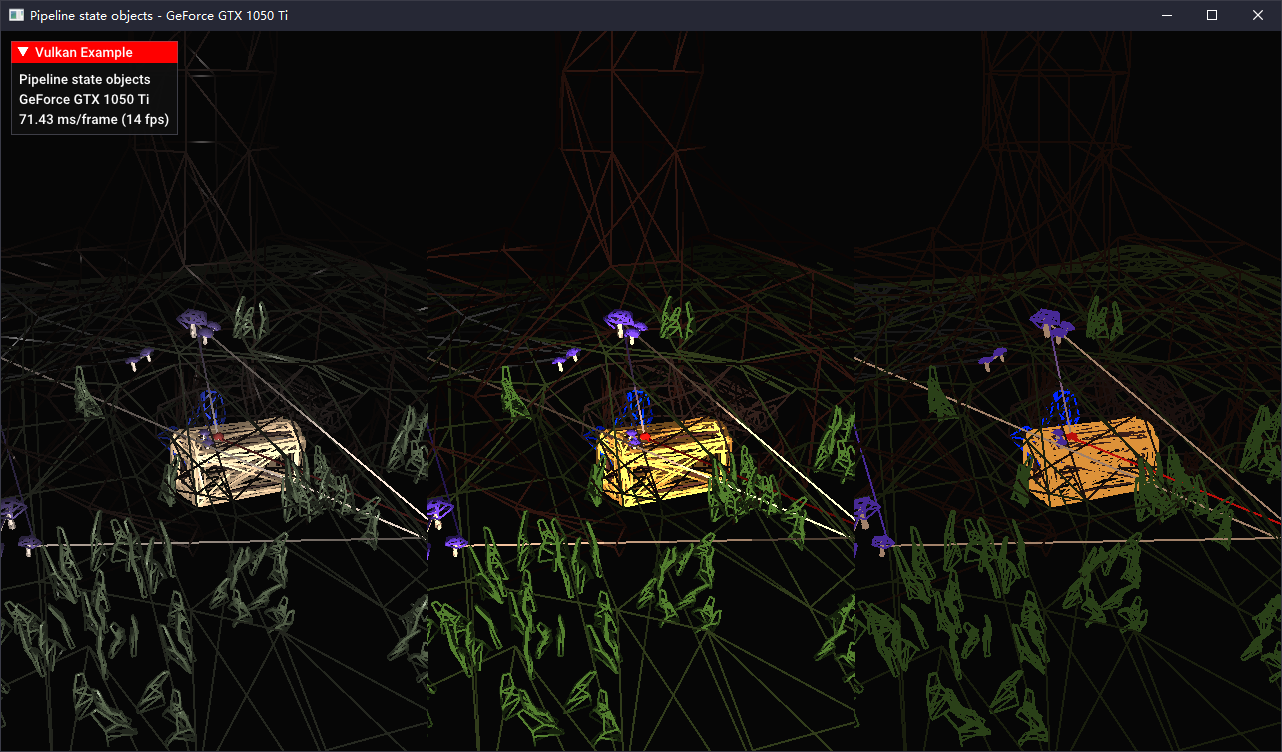 Pipeline state objects - GeForce GTX 1050 Ti
Vulkan Example
Pipeline state objects
GeForce GTX 1050 Ti
71.43 ms/frame (14 fps)